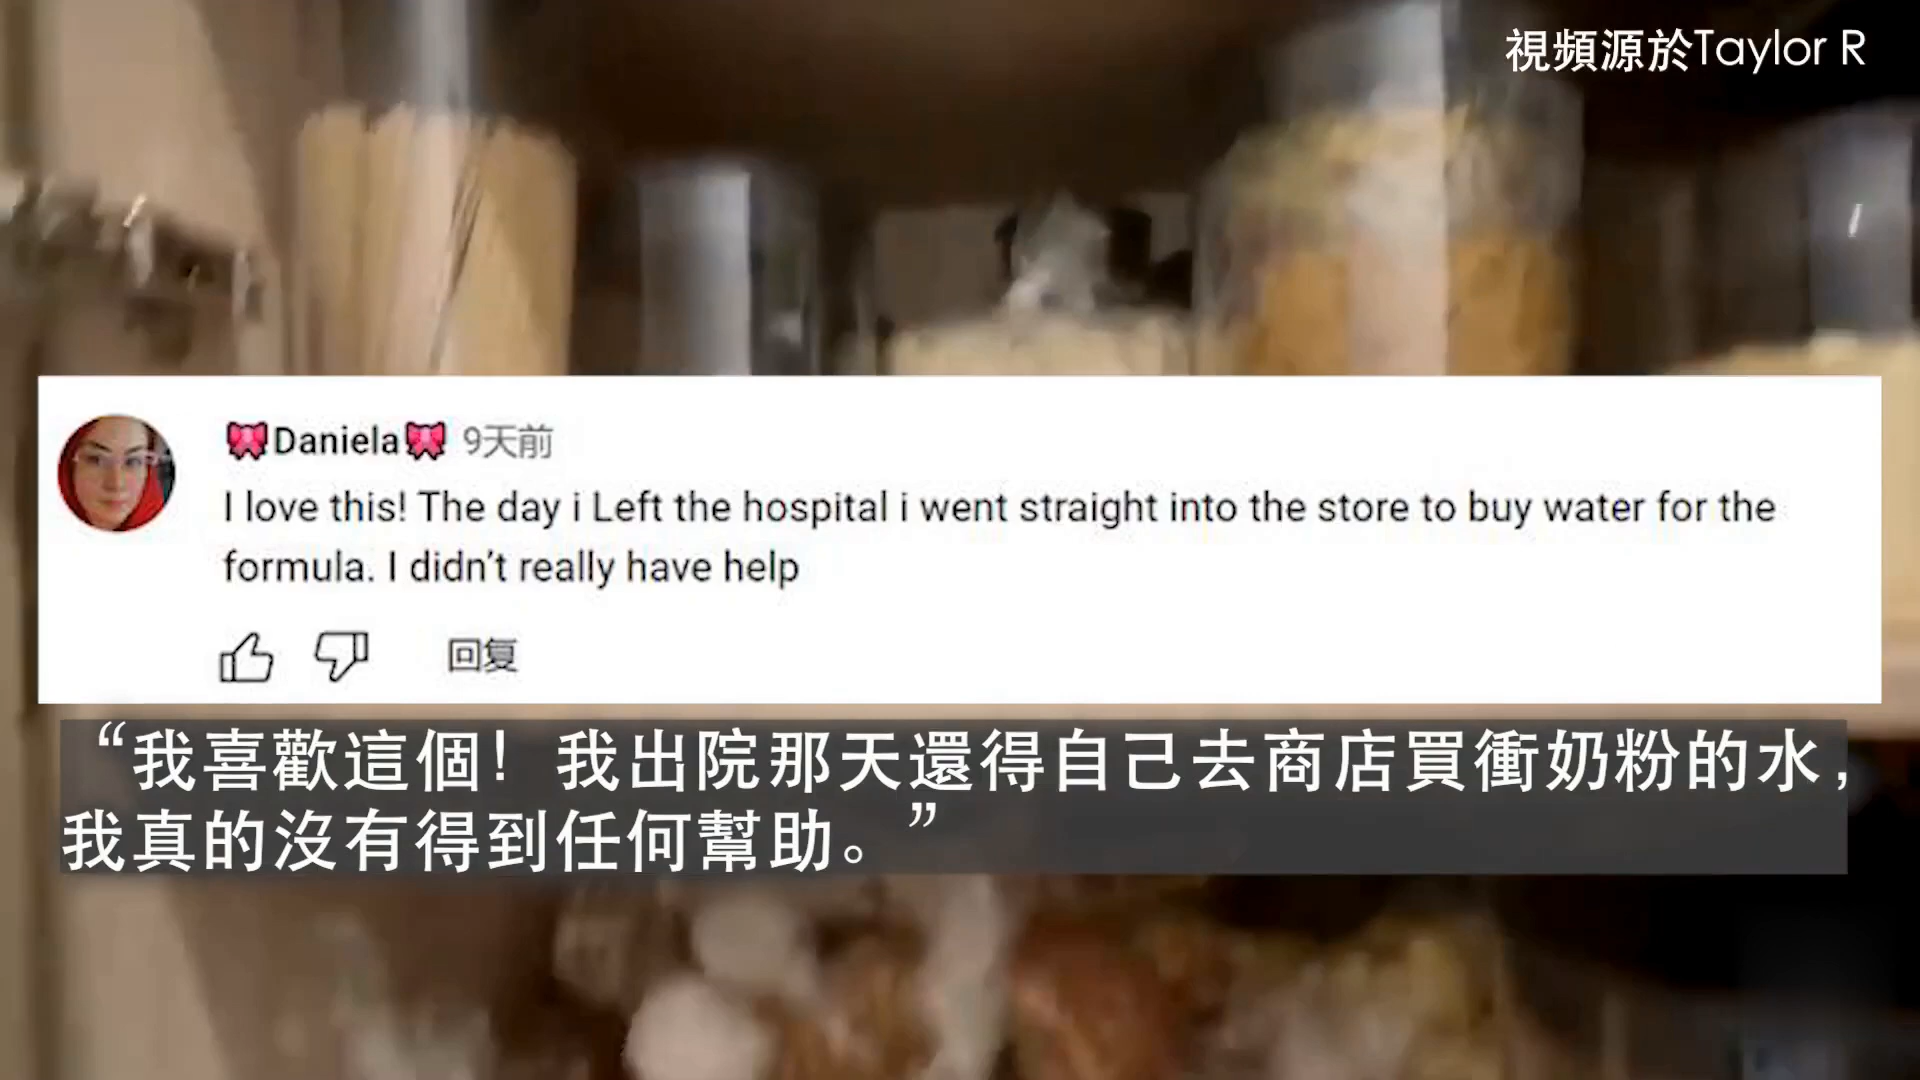 視頻源於Taylor R
🎀Daniela🎀 9天前
I love this! The day i Left the hospital i went straight into the store to buy water for the
formula. I didn’t really have help
回复
“我喜歡這個！我出院那天還得自己去商店買衝奶粉的水，
我真的沒有得到任何幫助。”